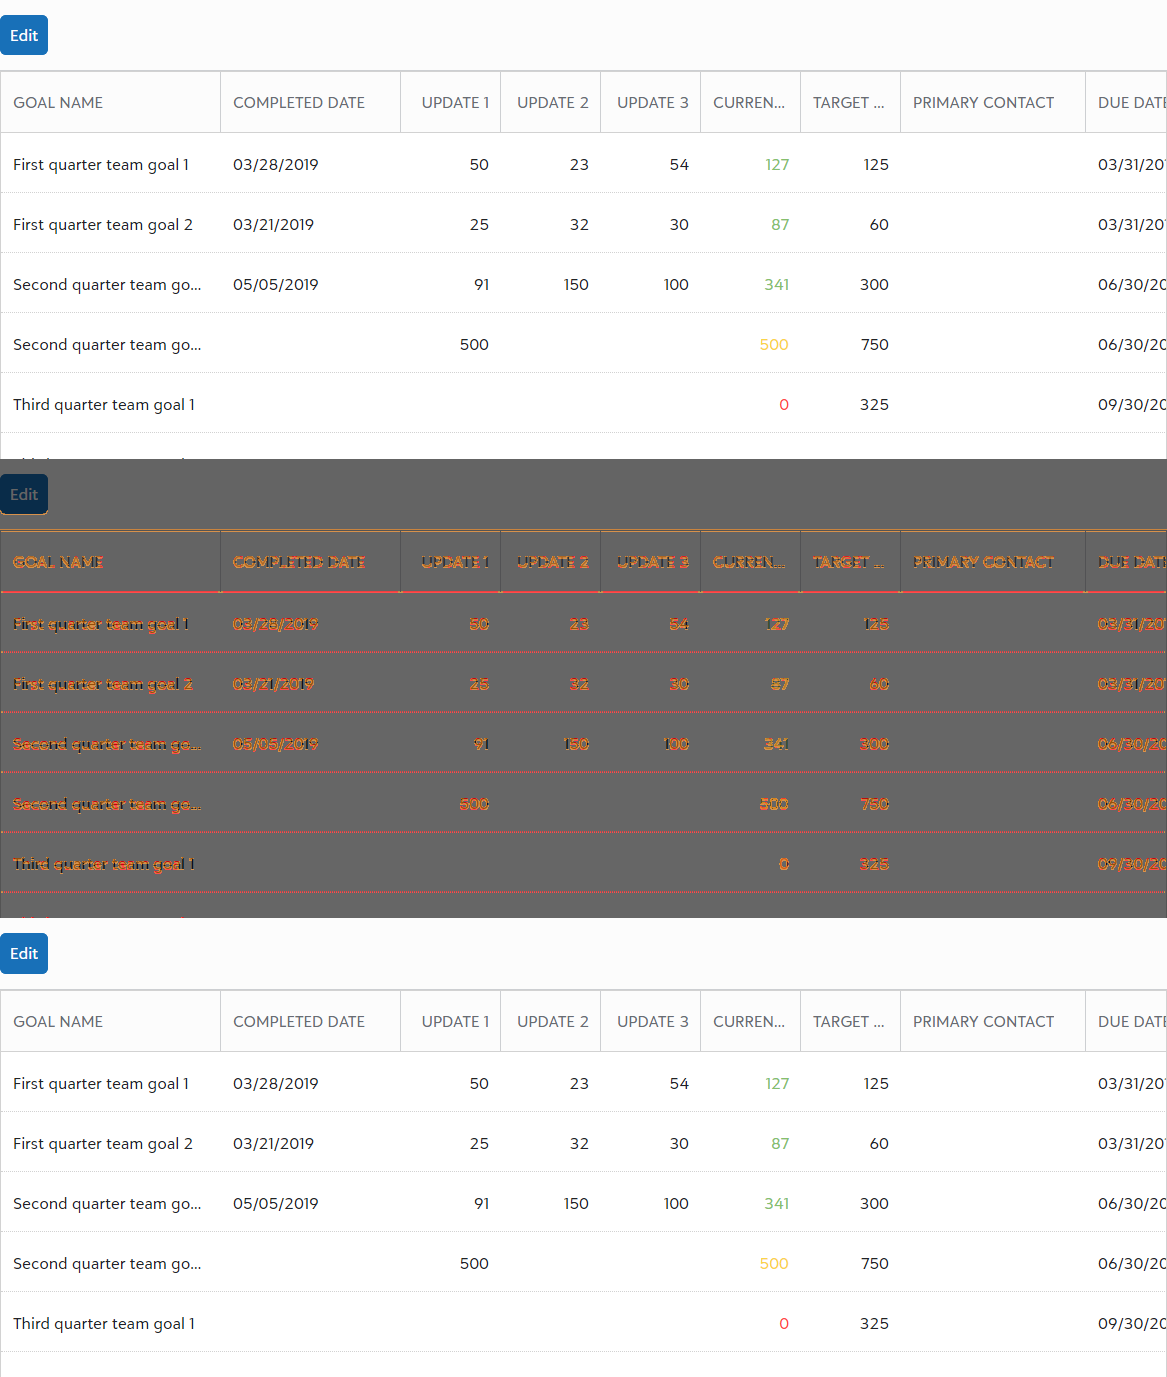 Edit
GOAL NAME COMPLETED DATE UPDATE 1 UPDATE 2 UPDATE 3 CURREN... TARGET ... PRIMARY CONTACT DUE DATE
First quarter team goal 1 03/28/2019 50 23 54 127 125 03/31/20
First quarter team goal 2 03/21/2019 25 32 30 87 60 03/31/20
Second quarter team go... 05/05/2019 91 150 100 341 300 06/30/20
Second quarter team go... 500 500 750 06/30/20
Third quarter team goal 1 0 325 09/30/20
Edit
GOAL NAME COMPLETED DATE UPDATE 1 UPDATE 2 UPDATE 3 CURREN... TARGET ... PRIMARY CONTACT DUE DATE
First quarter team goal 1 03/28/2019 50 23 54 127 125 03/31/20
First quarter team goal 2 03/21/2019 25 32 30 87 60 03/31/20
Second quarter team go... 05/05/2019 91 150 100 341 300 06/30/20
Second quarter team go... 500 500 750 06/30/20
Third quarter team goal 1 0 325 09/30/20
Edit
GOAL NAME COMPLETED DATE UPDATE 1 UPDATE 2 UPDATE 3 CURREN... TARGET ... PRIMARY CONTACT DUE DATE
First quarter team goal 1 03/28/2019 50 23 54 127 125 03/31/20
First quarter team goal 2 03/21/2019 25 32 30 87 60 03/31/20
Second quarter team go... 05/05/2019 91 150 100 341 300 06/30/20
Second quarter team go... 500 500 750 06/30/20
Third quarter team goal 1 0 325 09/30/20